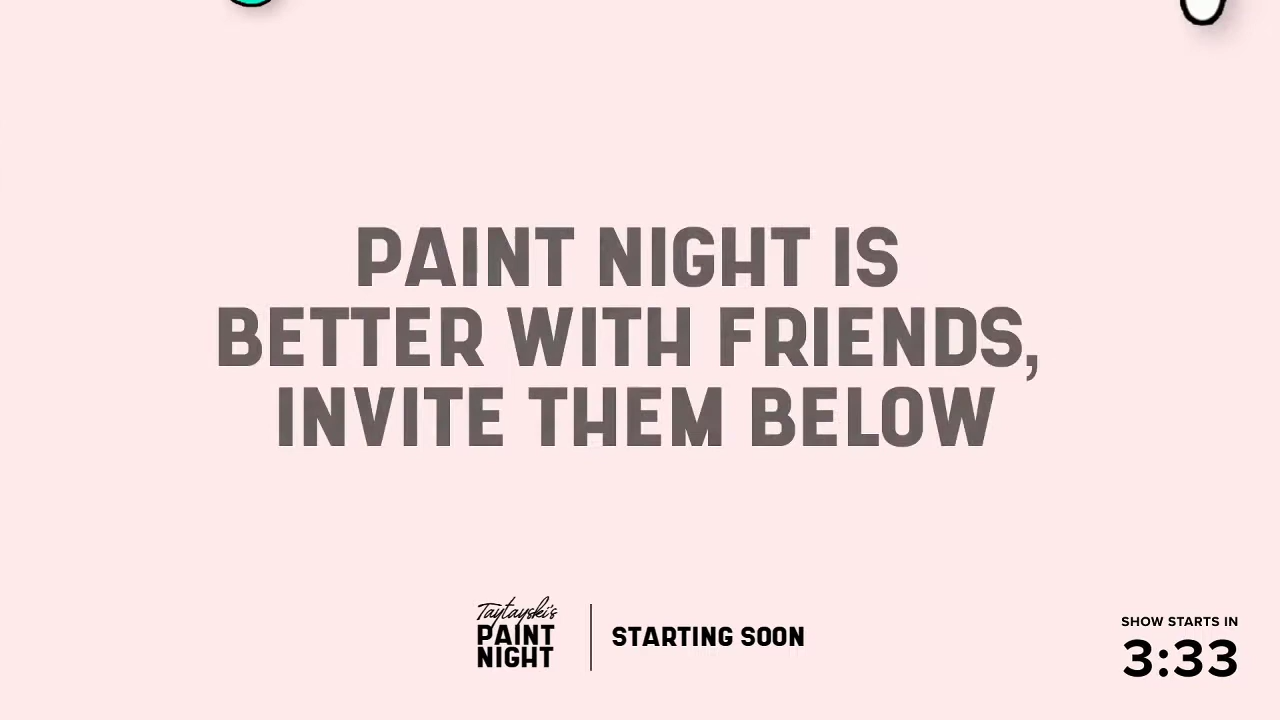 PAINT NIGHT IS
BETTER WITH FRIENDS,
INVITE THEM BELOW
Taytayski's
PAINT
NIGHT
STARTING SOON
SHOW STARTS IN
3:33